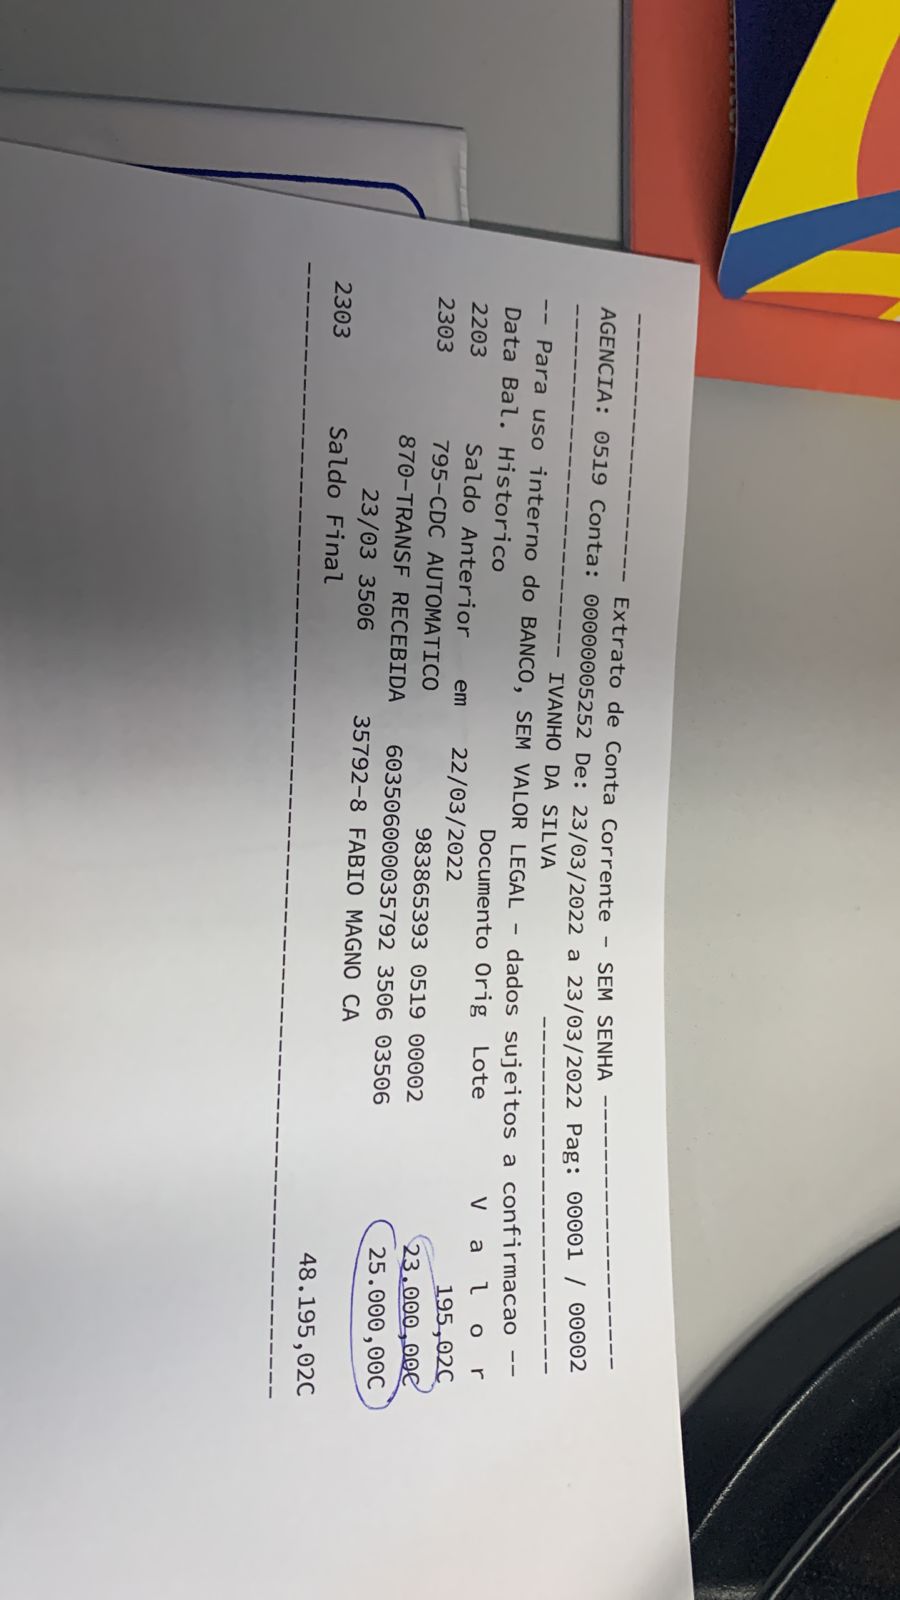 -------------------------- Extrato de Conta Corrente - SEM SENHA --------------------------
AGENCIA: 0519 Conta: 00000005252 De: 23/03/2022 a 23/03/2022 Pag: 00001 / 00002
----------------------------------- IVANHO DA SILVA -----------------------------------
-- Para uso interno do BANCO, SEM VALOR LEGAL - dados sujeitos a confirmacao --
Data Bal. Historico Documento Orig Lote V a l o r
2203 Saldo Anterior em 22/03/2022 195,02C
2303 795-CDC AUTOMATICO 983865393 0519 00002 23.000,00C
870-TRANSF RECEBIDA 603506000035792 3506 03506 25.000,00C
23/03 3506 35792-8 FABIO MAGNO CA
2303 Saldo Final 48.195,02C
--------------------------------------------------------------------------------